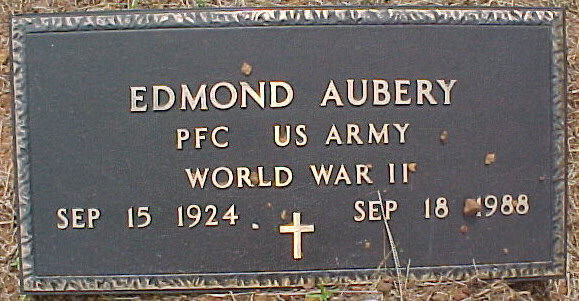 EDMOND AUBERY
PFC US ARMY
WORLD WAR II
SEP 15 1924 SEP 18 1988